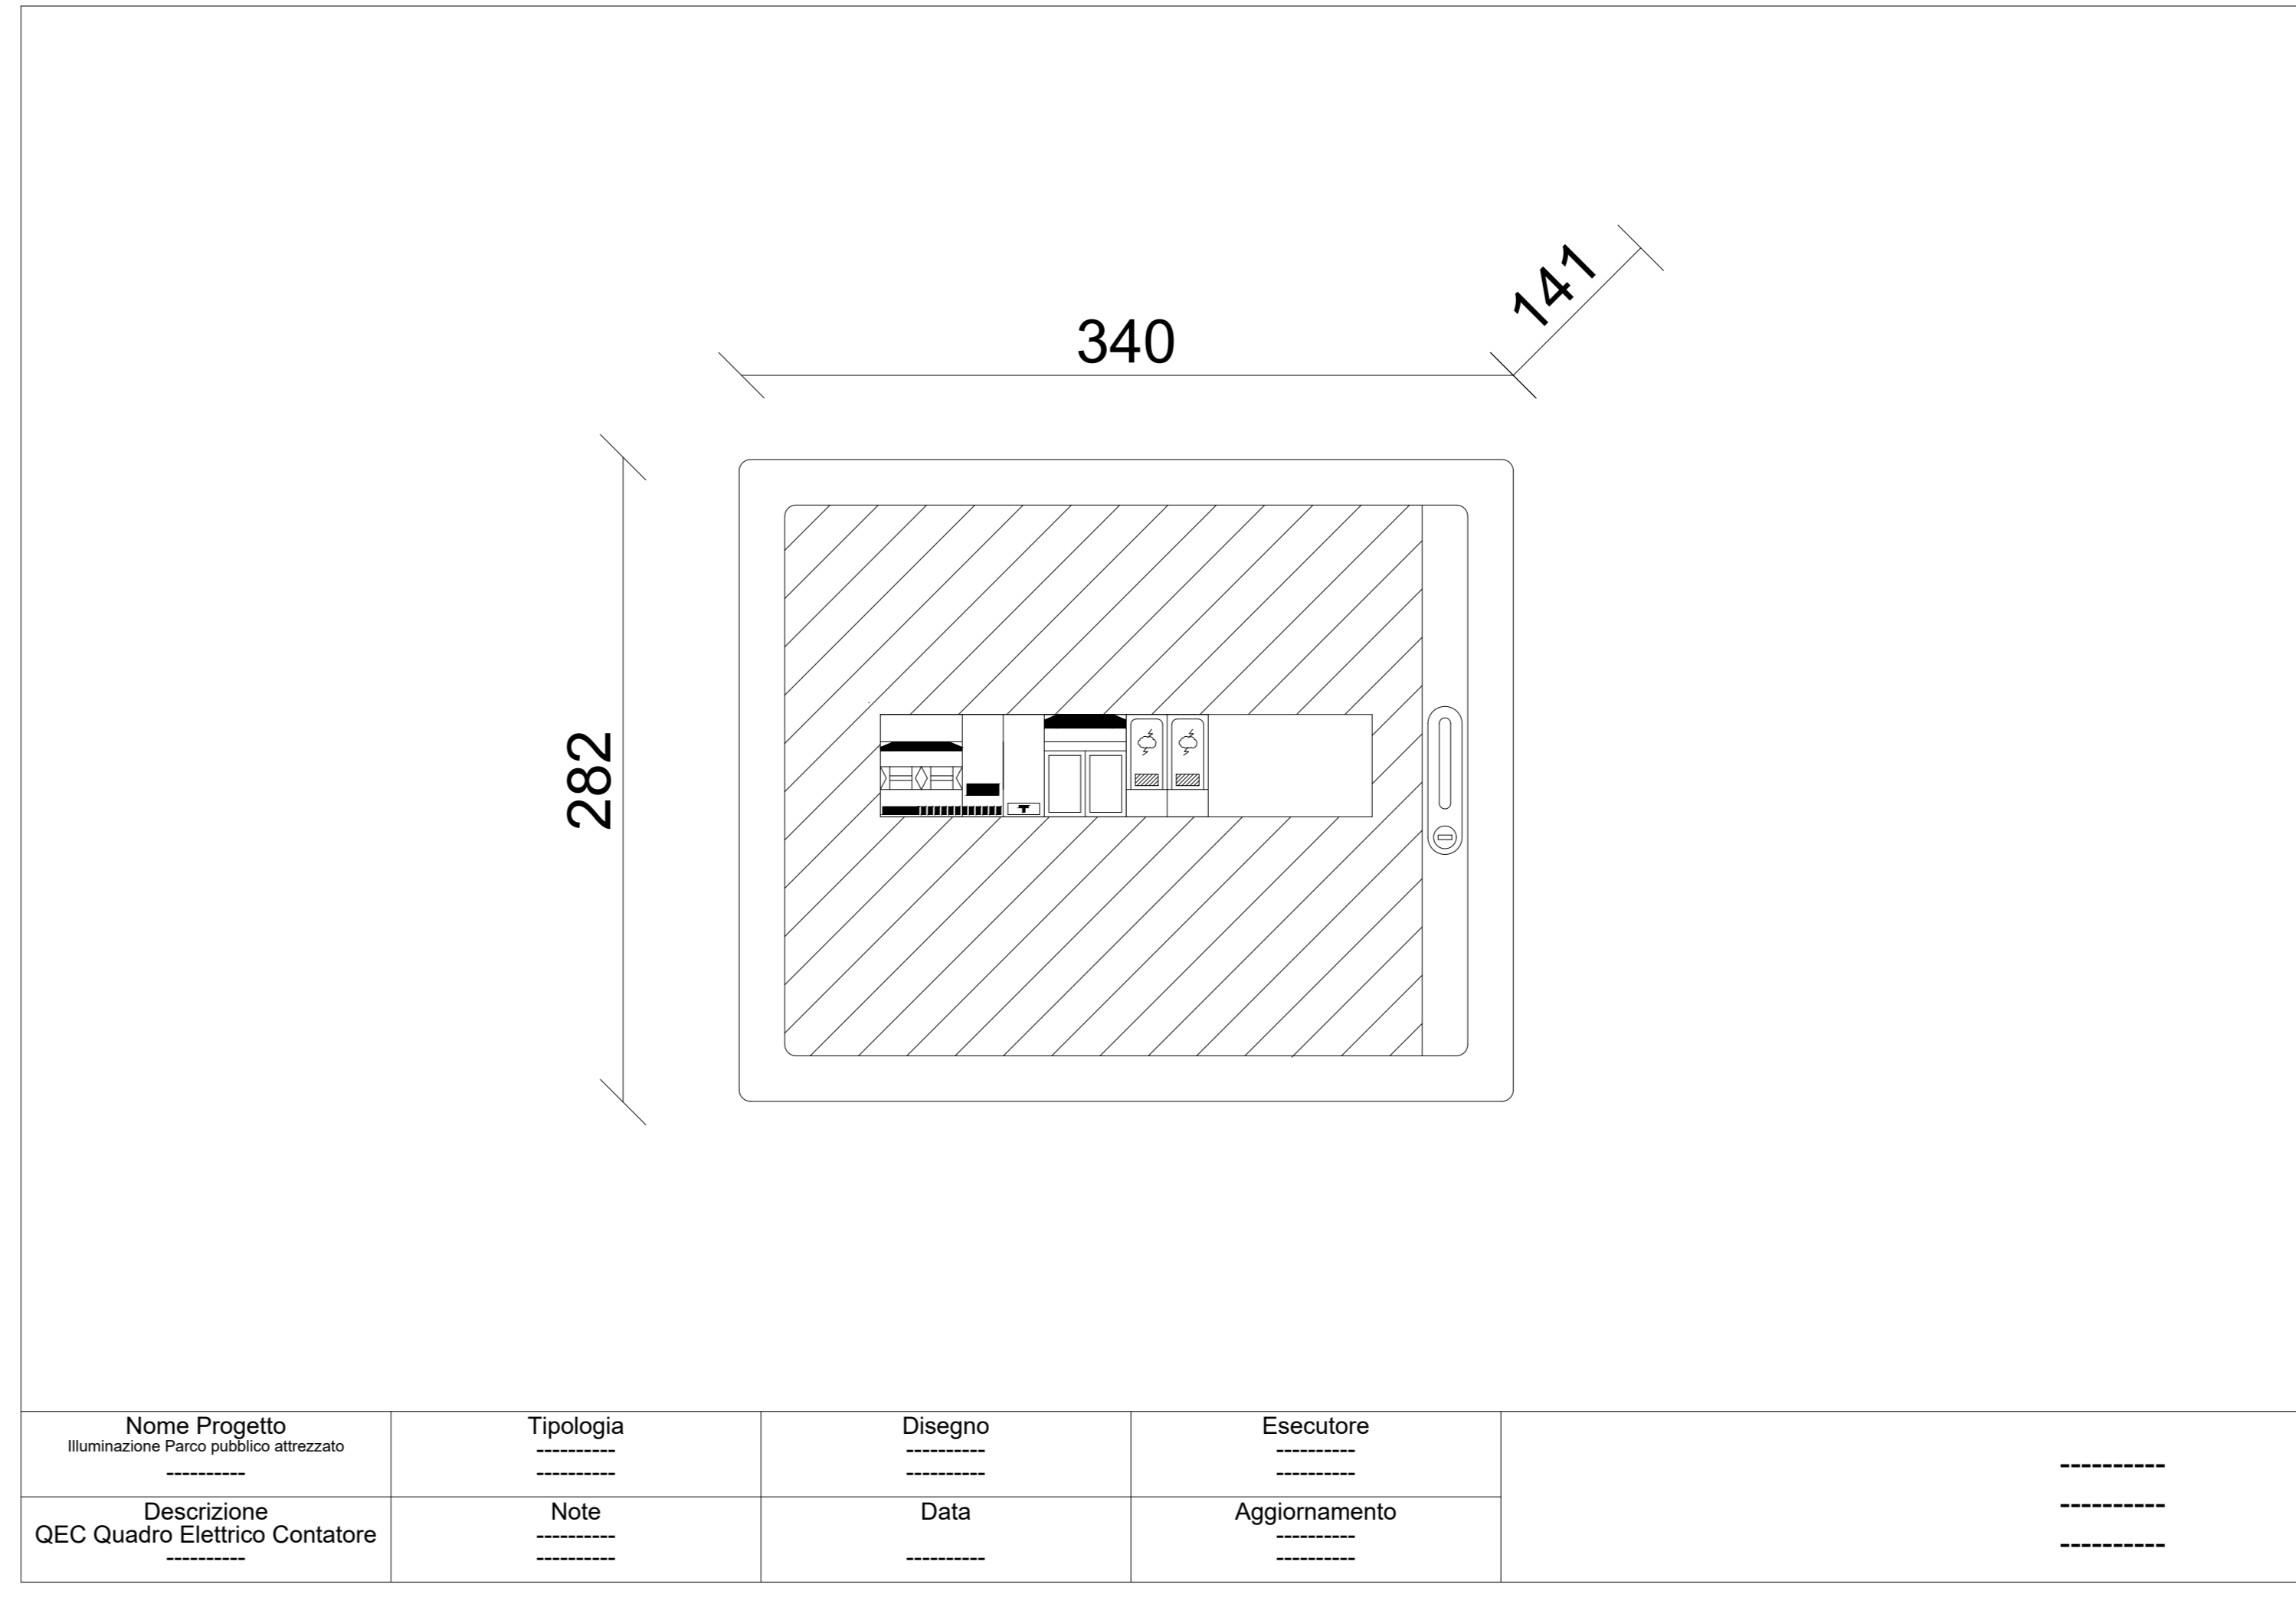 141
340
282
T
Nome Progetto
Illuminazione Parco pubblico attrezzato
----------
Tipologia
----------
----------
Disegno
----------
----------
Esecutore
----------
----------
Descrizione
QEC Quadro Elettrico Contatore
----------
Note
----------
----------
Data
----------
Aggiornamento
----------
----------
----------
----------
----------